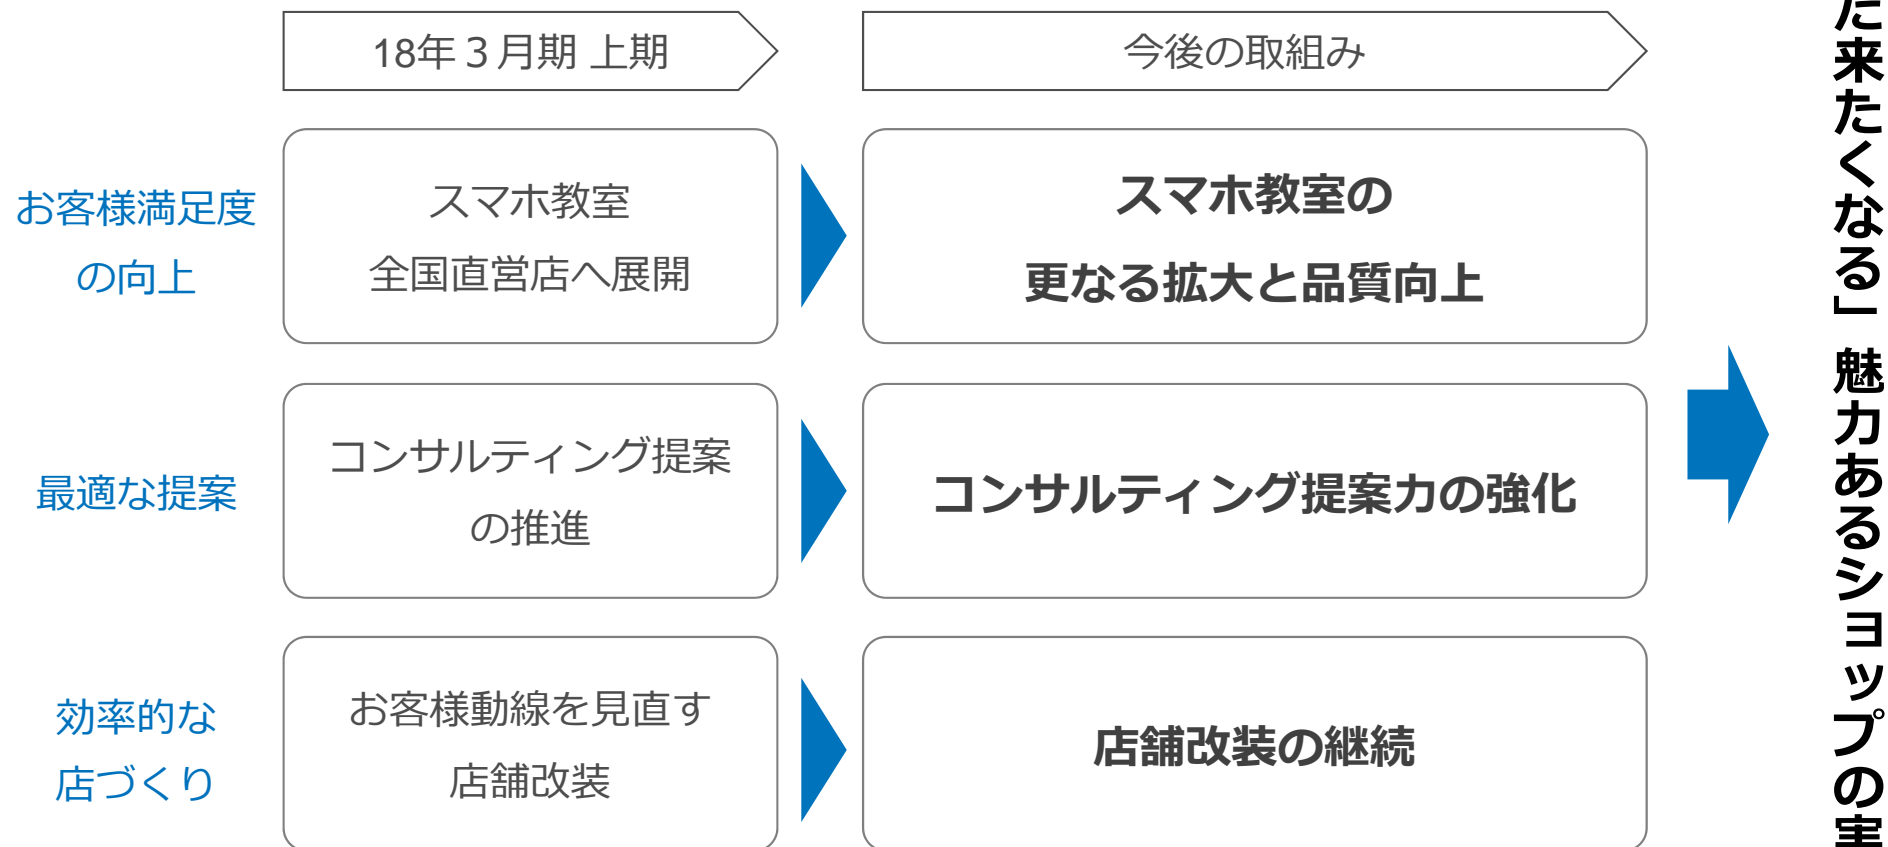 18年３月期 上期
今後の取組み
お客様満足度
の向上
スマホ教室
全国直営店へ展開
スマホ教室の
更なる拡大と品質向上
最適な提案
コンサルティング提案
の推進
コンサルティング提案力の強化
効率的な
店づくり
お客様動線を見直す
店舗改装
店舗改装の継続
た来たくなる」魅力あるショップの実